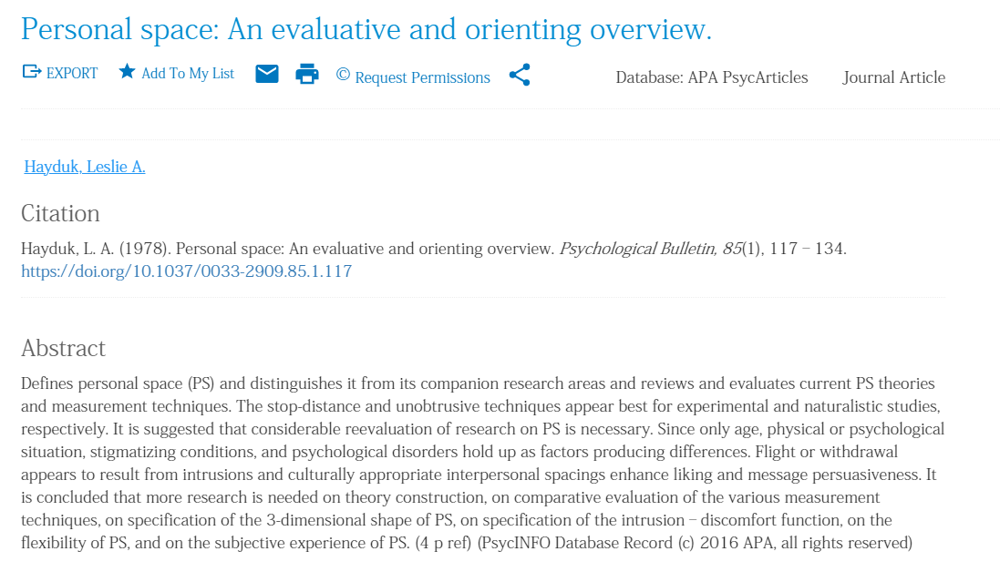 Personal space: An evaluative and orienting overview.
EXPORT Add To My List © Request Permissions Database: APA PsycArticles Journal Article
Hayduk, Leslie A.
Citation
Hayduk, L. A. (1978). Personal space: An evaluative and orienting overview. Psychological Bulletin, 85(1), 117 – 134.
https://doi.org/10.1037/0033-2909.85.1.117
Abstract
Defines personal space (PS) and distinguishes it from its companion research areas and reviews and evaluates current PS theories
and measurement techniques. The stop-distance and unobtrusive techniques appear best for experimental and naturalistic studies,
respectively. It is suggested that considerable reevaluation of research on PS is necessary. Since only age, physical or psychological
situation, stigmatizing conditions, and psychological disorders hold up as factors producing differences. Flight or withdrawal
appears to result from intrusions and culturally appropriate interpersonal spacings enhance liking and message persuasiveness. It
is concluded that more research is needed on theory construction, on comparative evaluation of the various measurement
techniques, on specification of the 3-dimensional shape of PS, on specification of the intrusion – discomfort function, on the
flexibility of PS, and on the subjective experience of PS. (4 p ref) (PsycINFO Database Record (c) 2016 APA, all rights reserved)